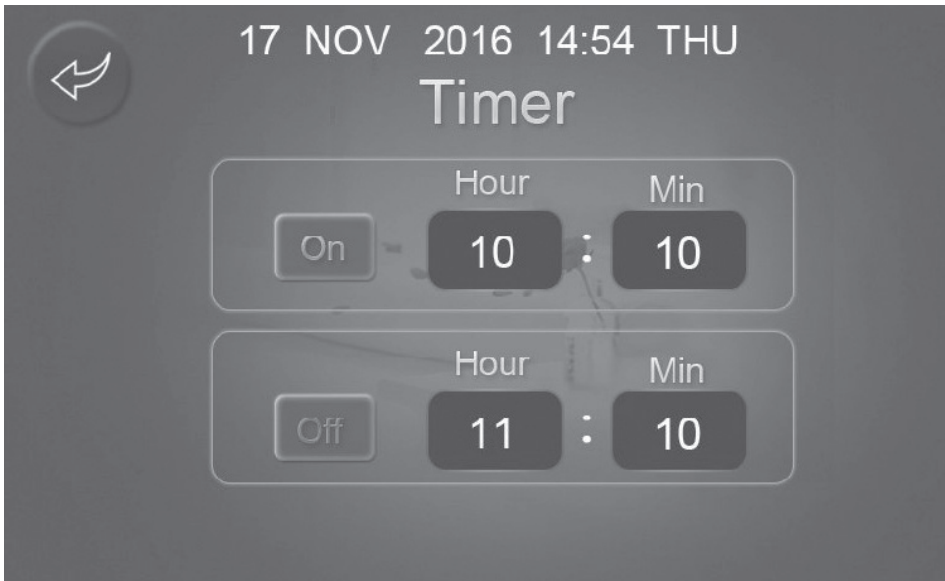 17 NOV 2016 14:54 THU
Timer
Hour Min
On 10 : 10
Hour Min
Off 11 : 10